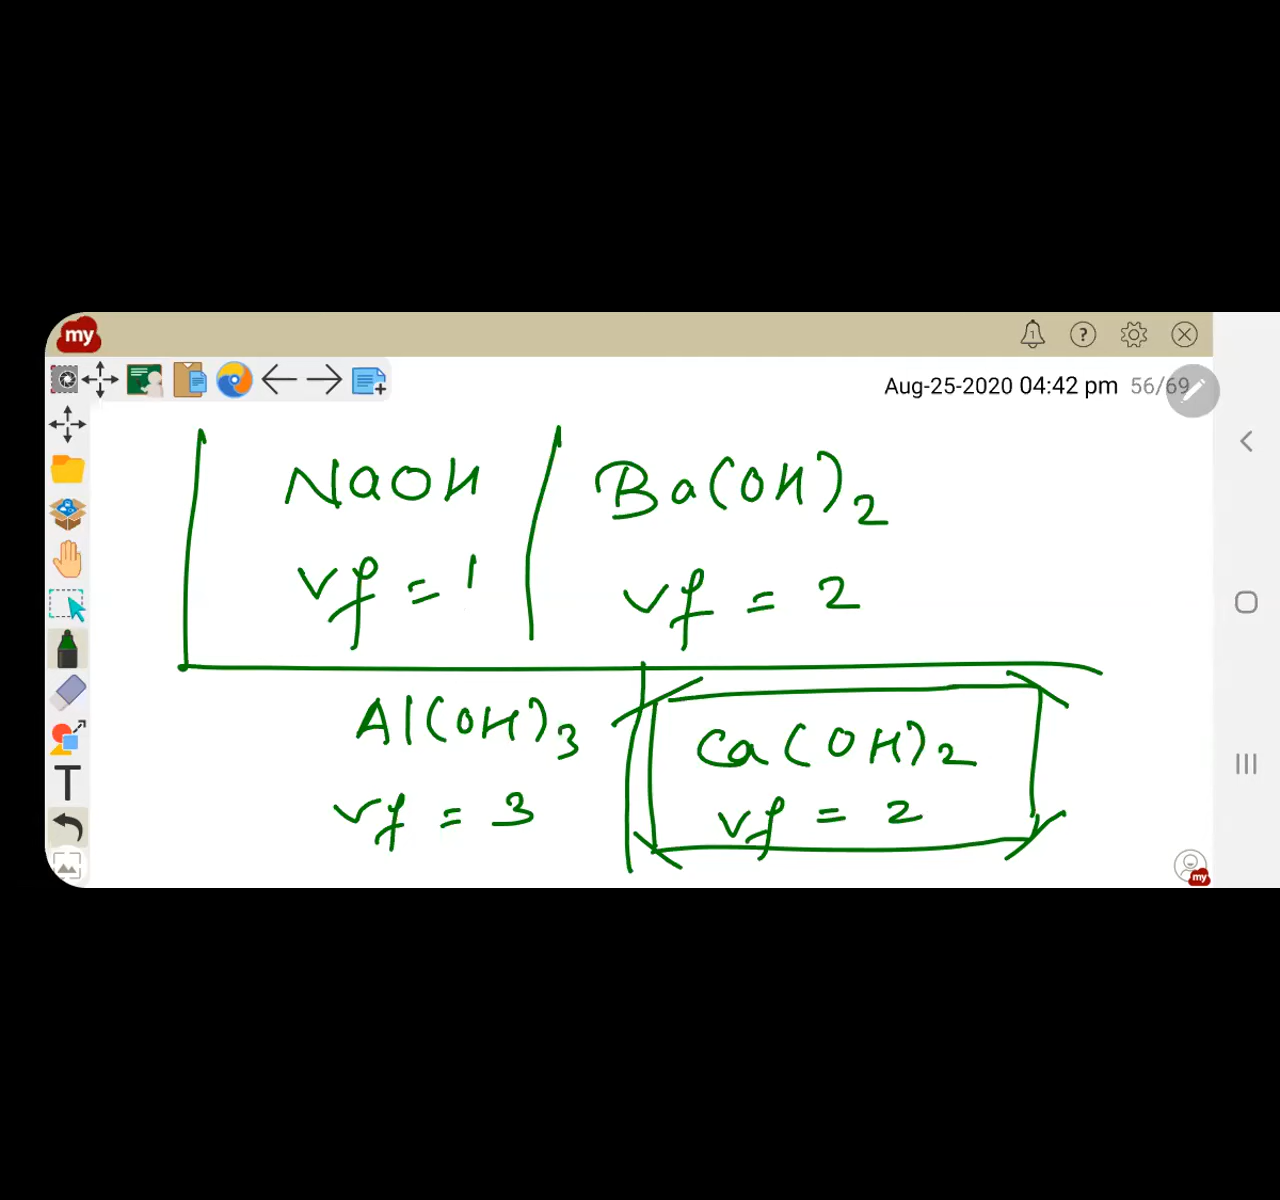 my
1 ?
Aug-25-2020 04:42 pm 56/69
NaOH
vf = 1
Ba(OH)2
vf = 2
Al(OH)3
vf = 3
Ca(OH)2
vf = 2
T
my